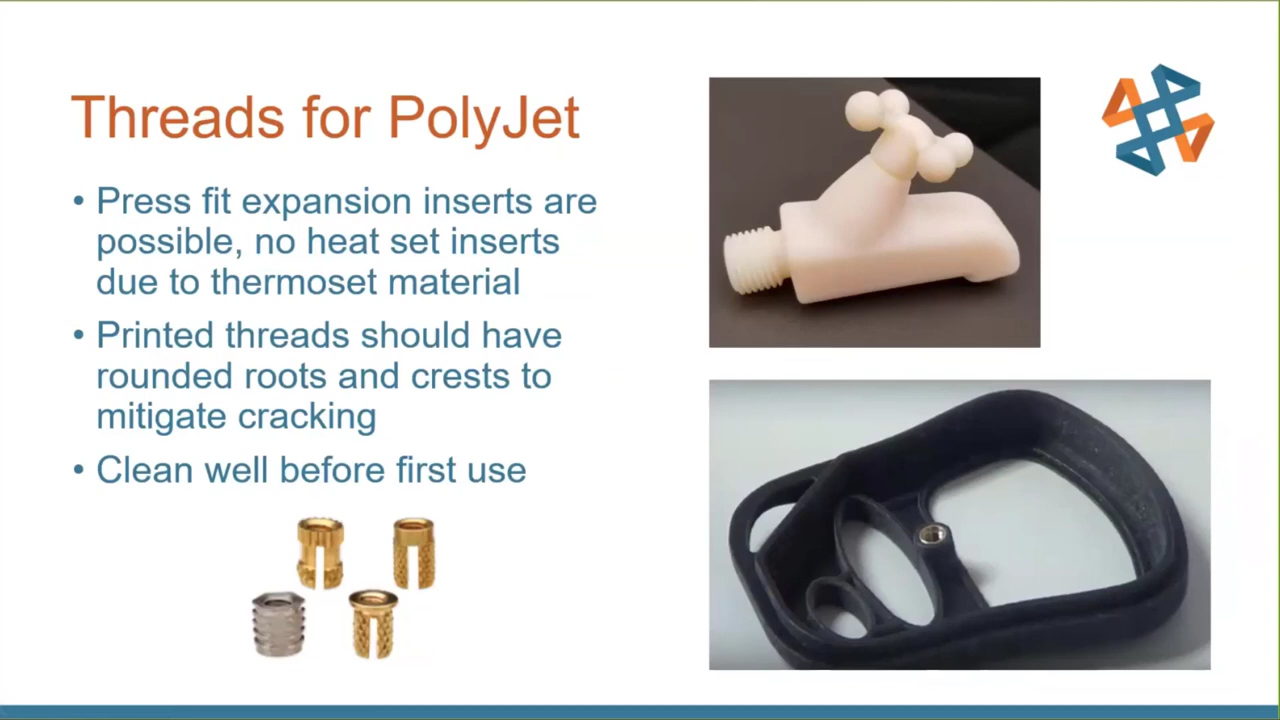 Threads for PolyJet
• Press fit expansion inserts are
possible, no heat set inserts
due to thermoset material
• Printed threads should have
rounded roots and crests to
mitigate cracking
• Clean well before first use